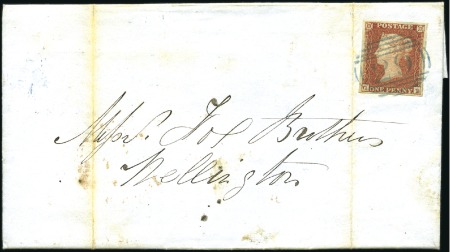 POSTAGE
ONE PENNY
Messrs. Fox Brothers
Wellington